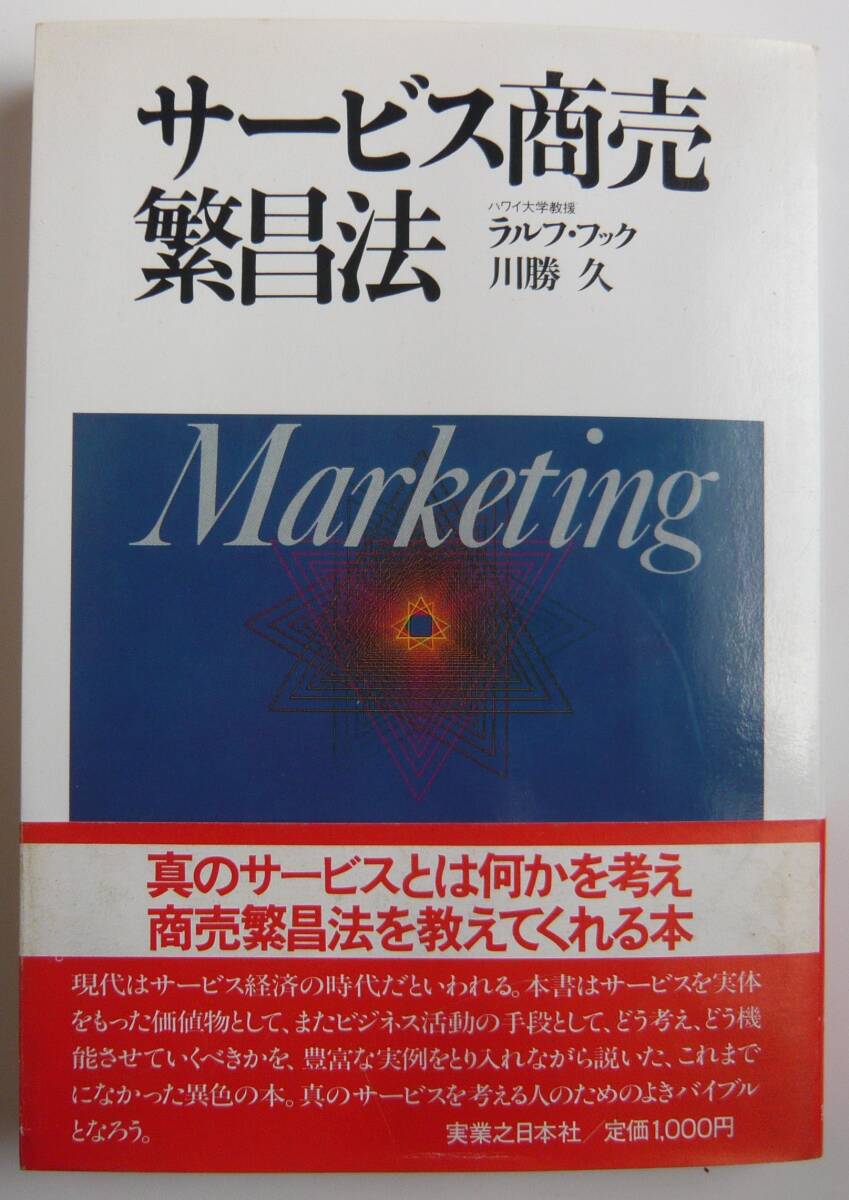 サービス商売
繁昌法
ハワイ大学教援
ラルフ・フック
川勝 久
Marketing
真のサービスとは何かを考え
商売繁昌法を教えてくれる本
現代はサービス経済の時代だといわれる。本書はサービスを実体
をもった価値物として、またビジネス活動の手段として、どう考え、どう機
能させていくべきかを、豊富な実例をとり入れながら説いた、これまで
になかった異色の本。真のサービスを考える人のためのよきバイブル
となろう。
実業之日本社/定価1,000円